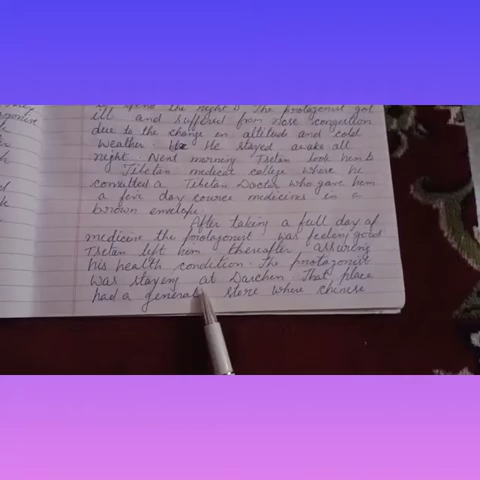 spend the night". The protagonist got
ill and suffered from nose congestion
due to the change in altitude and cold
weather. He stayed awake all
night. Next morning Tsetan took him to
Tibetan medical college where he
consulted a Tibetan Doctor who gave him
a five day cource medicines in a
brown envelope.
After taking a full day of
medicine the protagonist was feeling good
Tsetan left him thereafter assuring
his health condition. The protagonist
was staying at Darchen. That place
had a general store where chinese